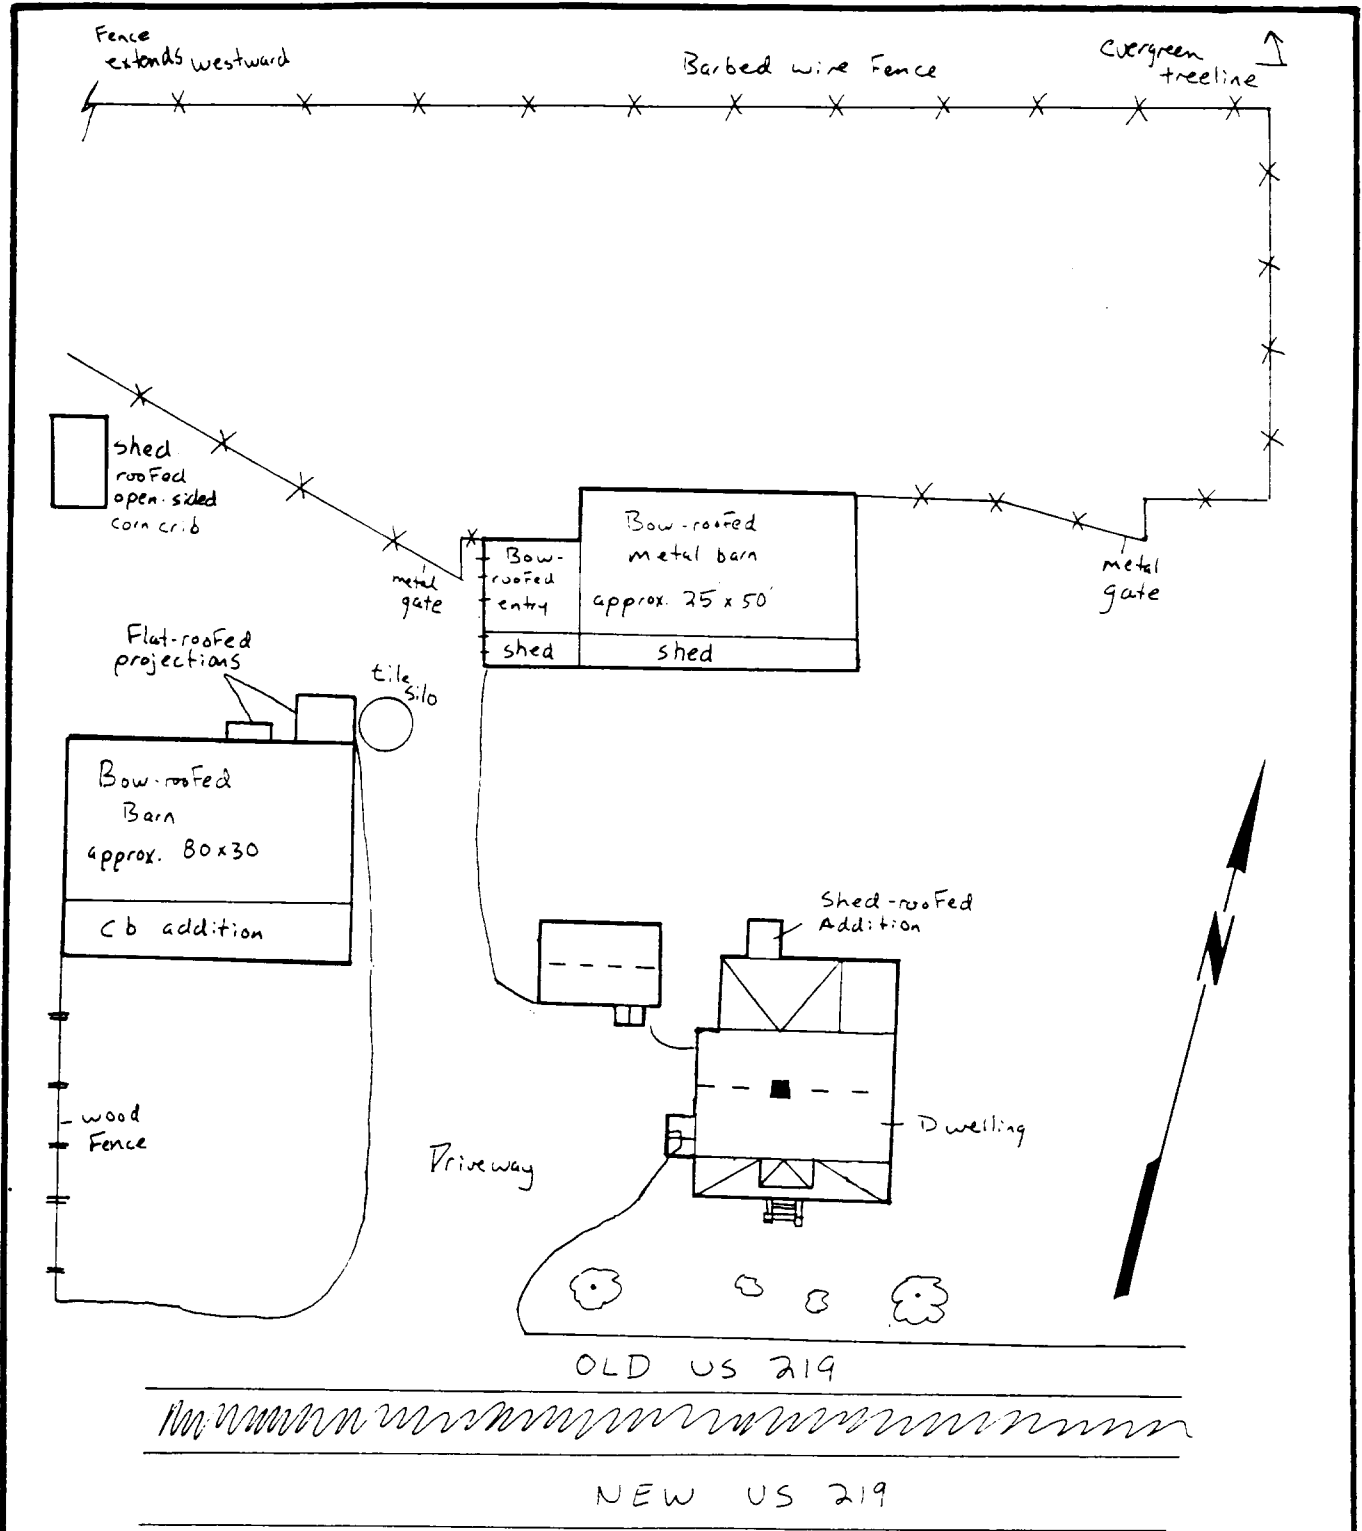 Fence
extends westward
Barbed wire Fence
Evergreen
treeline
shed
roofed
open-sided
corn crib
metal
gate
Bow-
roofed
entry
shed
Bow-roofed
metal barn
approx. 25' x 50'
shed
metal
gate
Flat-roofed
projections
tile
silo
Bow-roofed
Barn
approx. 80 x 30
Cb addition
Shed-roofed
Addition
N
wood
Fence
Driveway
Dwelling
OLD US 219
NEW US 219